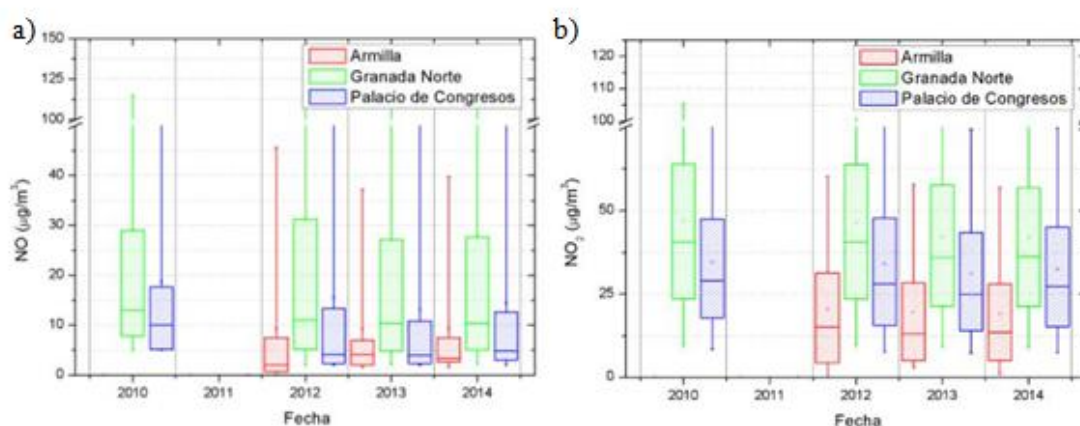 a)
150
125
100
40
30
20
10
0
NO (µg/m³)
Armilla
Granada Norte
Palacio de Congresos
2010
2011
2012
2013
2014
Fecha
b)
120
110
100
50
25
0
NO₂ (µg/m³)
Armilla
Granada Norte
Palacio de Congresos
2010
2011
2012
2013
2014
Fecha